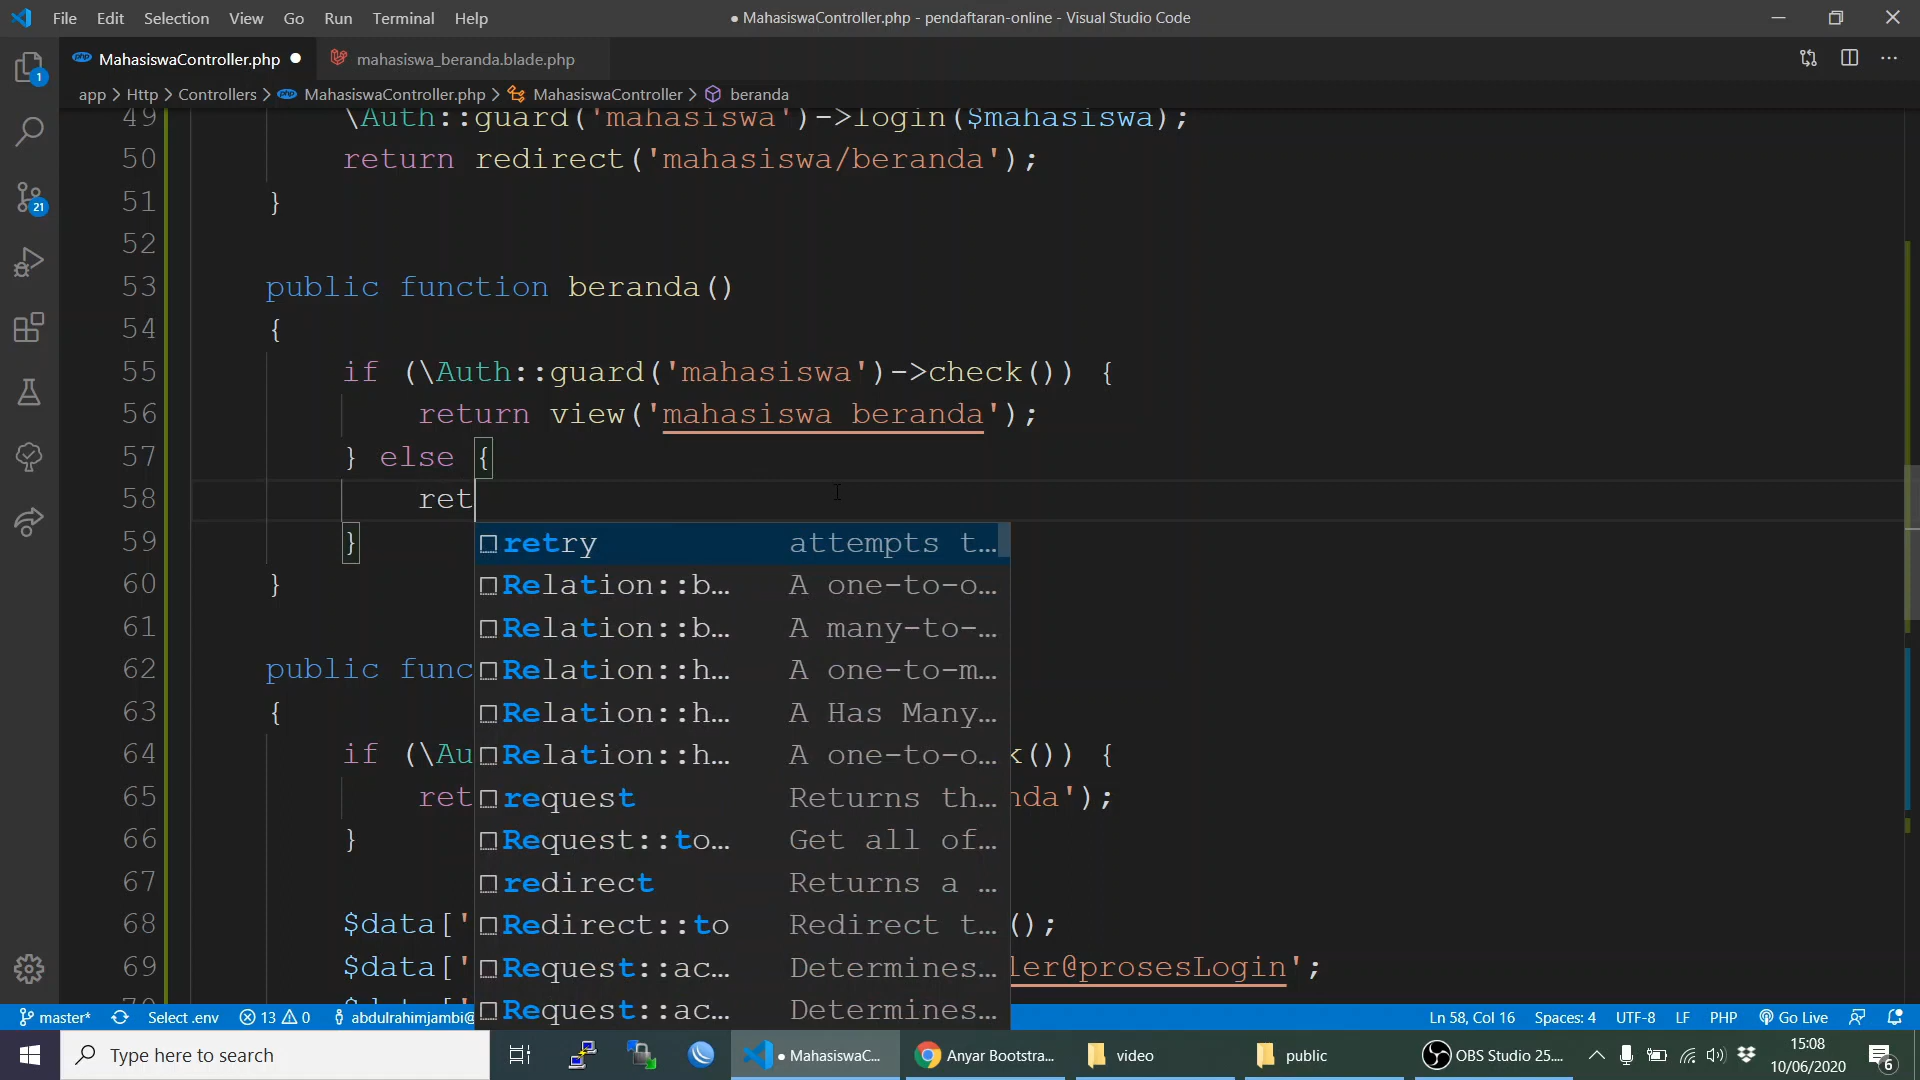 File Edit Selection View Go Run Terminal Help
● MahasiswaController.php - pendaftaran-online - Visual Studio Code
MahasiswaController.php ● mahasiswa_beranda.blade.php
app > Http > Controllers > MahasiswaController.php > MahasiswaController > beranda
49 \Auth::guard('mahasiswa')->login($mahasiswa);
50 return redirect('mahasiswa/beranda');
51 }
52
53 public function beranda()
54 {
55 if (\Auth::guard('mahasiswa')->check()) {
56 return view('mahasiswa_beranda');
57 } else {
58 ret
59 }
60 }
61
62 public func
63 {
64 if (\Au k()) {
65 ret nda');
66 }
67
68 $data[' ();
69 $data[' ler@prosesLogin';
retry attempts t…
Relation::b… A one-to-o…
Relation::b… A many-to-…
Relation::h… A one-to-m…
Relation::h… A Has Many…
Relation::h… A one-to-o…
request Returns th…
Request::to… Get all of…
redirect Returns a …
Redirect::to Redirect t…
Request::ac… Determines…
Request::ac… Determines…
1
21
master* Select .env 13 0 abdulrahimjambi@ Ln 58, Col 16 Spaces: 4 UTF-8 LF PHP Go Live
Type here to search
● MahasiswaC... Anyar Bootstra... video public OBS Studio 25....
15:08
10/06/2020
6